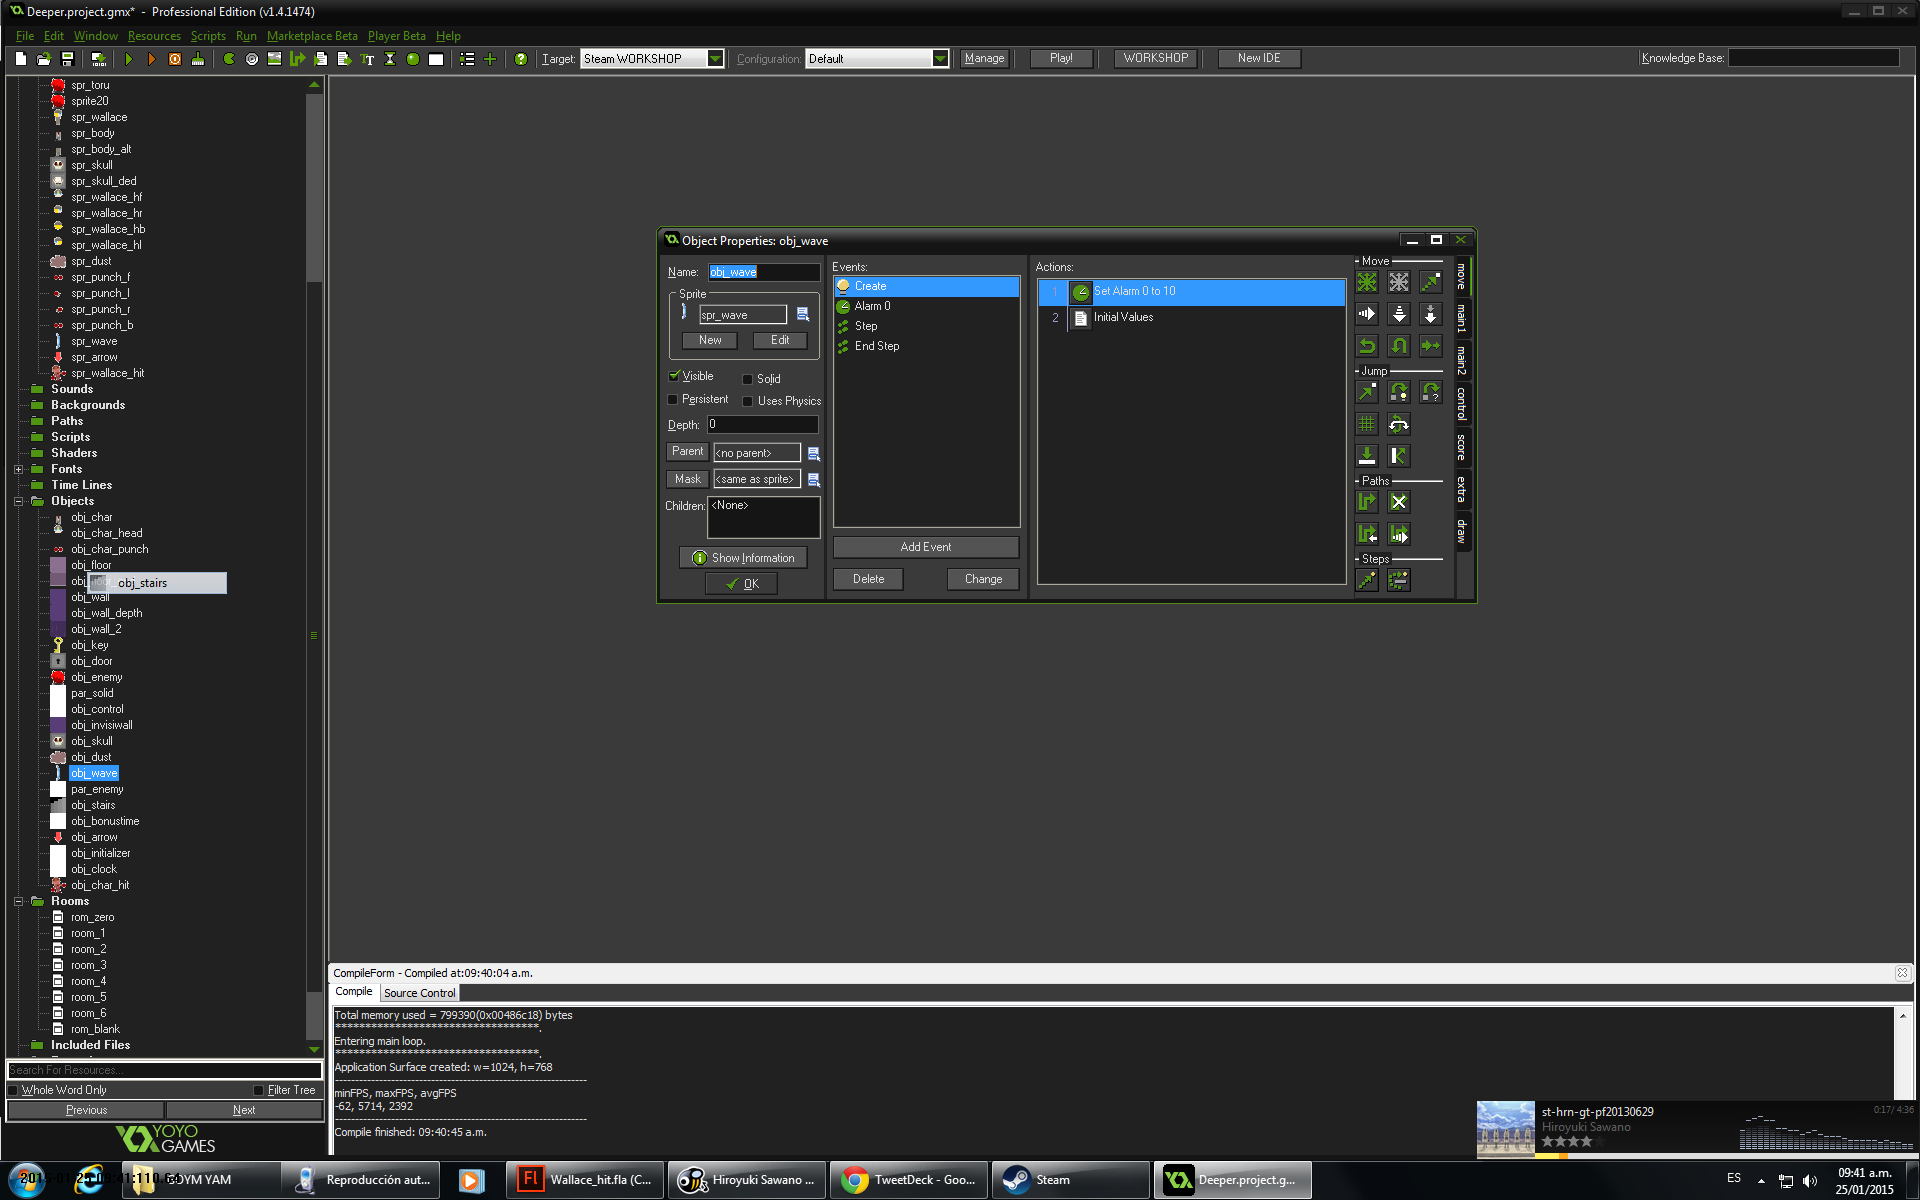 Deeper.project.gmx* - Professional Edition (v1.4.1474)
File Edit Window Resources Scripts Run Marketplace Beta Player Beta Help
Target: Steam WORKSHOP Configuration: Default Manage Play! WORKSHOP New IDE Knowledge Base:
spr_toru
sprite20
spr_wallace
spr_body
spr_body_alt
spr_skull
spr_skull_ded
spr_wallace_hf
spr_wallace_hr
spr_wallace_hb
spr_wallace_hl
spr_dust
spr_punch_f
spr_punch_l
spr_punch_r
spr_punch_b
spr_wave
spr_arrow
spr_wallace_hit
Sounds
Backgrounds
Paths
Scripts
Shaders
Fonts
Time Lines
Objects
obj_char
obj_char_head
obj_char_punch
obj_floor
obj_stairs
obj_wall
obj_wall_depth
obj_wall_2
obj_key
obj_door
obj_enemy
par_solid
obj_control
obj_invisiwall
obj_skull
obj_dust
obj_wave
par_enemy
obj_stairs
obj_bonustime
obj_arrow
obj_initializer
obj_clock
obj_char_hit
Rooms
rom_zero
room_1
room_2
room_3
room_4
room_5
room_6
rom_blank
Included Files
Search For Resources...
Whole Word Only Filter Tree
Previous Next
YOYO
GAMES
Object Properties: obj_wave
Name: obj_wave
Sprite
spr_wave
New Edit
Visible Solid
Persistent Uses Physics
Depth: 0
Parent <no parent>
Mask <same as sprite>
Children: <None>
Show Information
OK
Events:
Create
Alarm 0
Step
End Step
Add Event
Delete Change
Actions:
1 Set Alarm 0 to 10
2 Initial Values
Move
Jump
Paths
Steps
move
main1
main2
control
score
extra
draw
CompileForm - Compiled at:09:40:04 a.m.
Compile Source Control
Total memory used = 799390(0x00486c18) bytes
**********************************.
Entering main loop.
**********************************.
Application Surface created: w=1024, h=768
minFPS, maxFPS, avgFPS
-62, 5714, 2392
Compile finished: 09:40:45 a.m.
st-hrn-gt-pf20130629 0:17/ 4:36
Hiroyuki Sawano
YM YAM
Reproducción aut...
Wallace_hit.fla (C...
Hiroyuki Sawano ...
TweetDeck - Goo...
Steam
Deeper.project.g...
ES
09:41 a.m.
25/01/2015